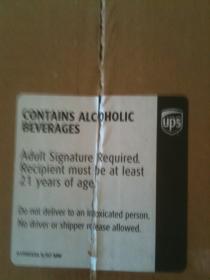 CONTAINS ALCOHOLIC
BEVERAGES
ups
Adult Signature Required.
Recipient must be at least
21 years of age.
Do not deliver to an intoxicated person.
No driver or shipper release allowed.